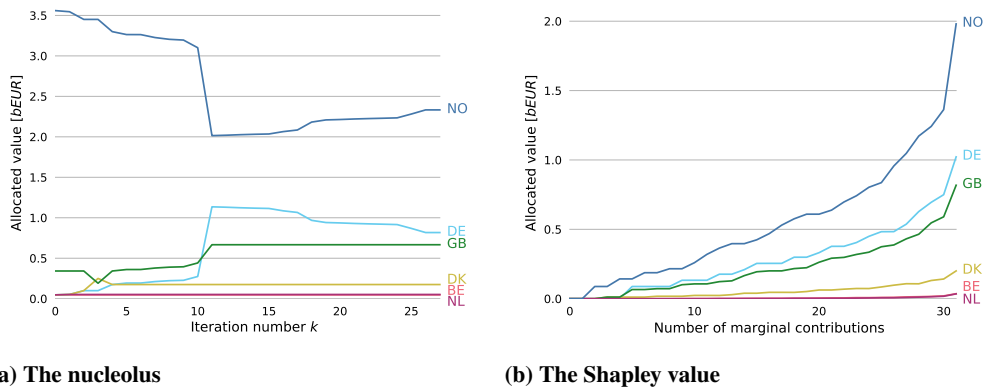 3.5
3.0
2.5
2.0
1.5
1.0
0.5
0.0
Allocated value [bEUR]
0 5 10 15 20 25
Iteration number k
NO
DE
GB
DK
BE
NL
a) The nucleolus
2.0
1.5
1.0
0.5
0.0
Allocated value [bEUR]
0 10 20 30
Number of marginal contributions
NO
DE
GB
DK
BE
NL
(b) The Shapley value